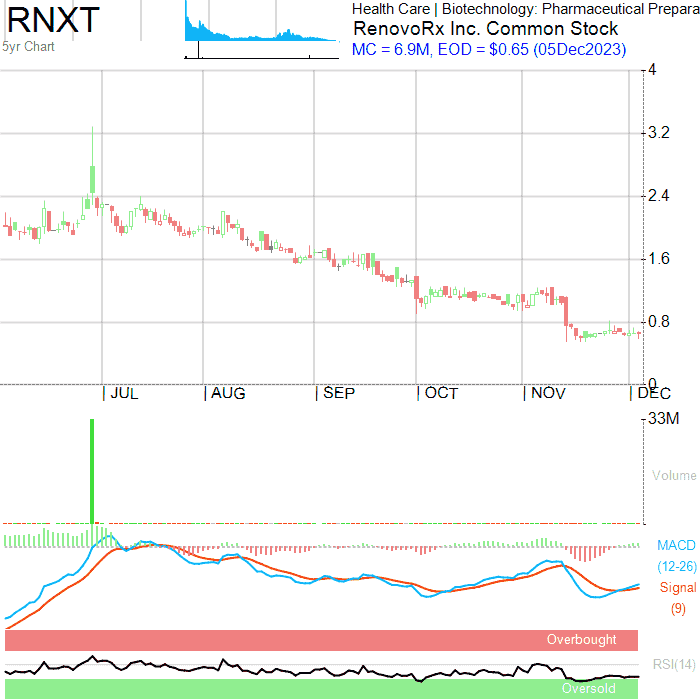 RNXT
5yr Chart
Health Care | Biotechnology: Pharmaceutical Prepara
RenovoRx Inc. Common Stock
MC = 6.9M, EOD = $0.65 (05Dec2023)
4
3.2
2.4
1.6
0.8
0
JUL
AUG
SEP
OCT
NOV
DEC
33M
Volume
MACD
(12-26)
Signal
(9)
Overbought
RSI(14)
Oversold